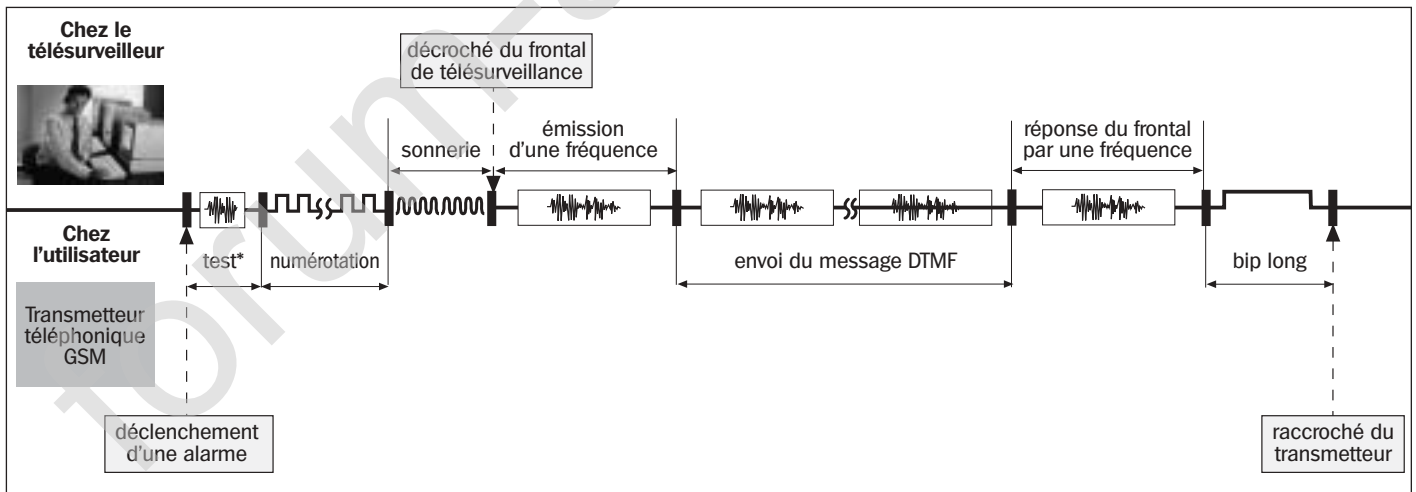 Chez le
télésurveilleur
décroché du frontal
de télésurveillance
sonnerie
émission
d'une fréquence
réponse du frontal
par une fréquence
Chez
l'utilisateur
test*
numérotation
envoi du message DTMF
bip long
Transmetteur
téléphonique
GSM
déclenchement
d'une alarme
raccroché du
transmetteur
forum-